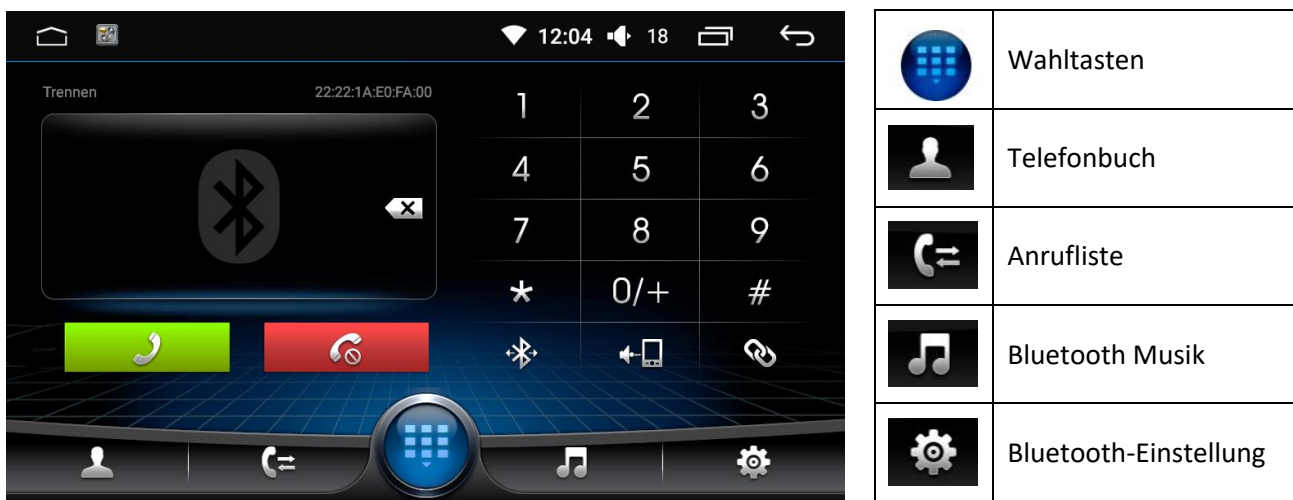 12:04 18
Trennen 22:22:1A:E0:FA:00
1 2 3
4 5 6
7 8 9
* 0/+ #
Wahltasten
Telefonbuch
Anrufliste
Bluetooth Musik
Bluetooth-Einstellung